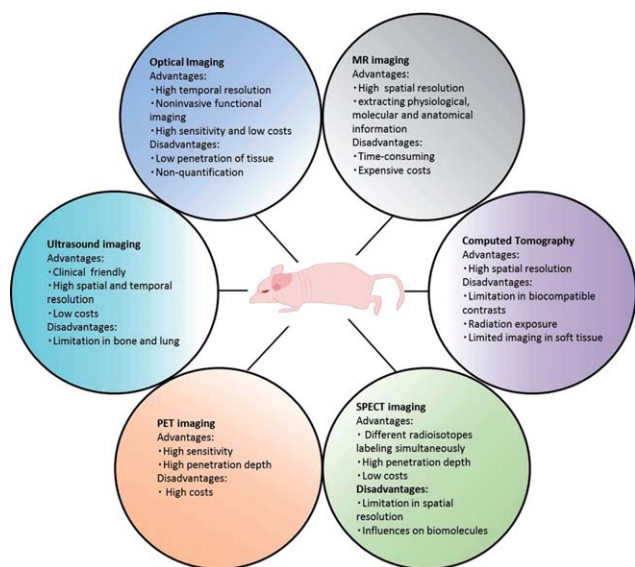 Optical Imaging
Advantages:
・High temporal resolution
・Noninvasive functional
imaging
・High sensitivity and low costs
Disadvantages:
・Low penetration of tissue
・Non-quantification
MR imaging
Advantages:
・High spatial resolution
・extracting physiological,
molecular and anatomical
information
Disadvantages:
・Time-consuming
・Expensive costs
Ultrasound imaging
Advantages:
・Clinical friendly
・High spatial and temporal
resolution
・Low costs
Disadvantages:
・Limitation in bone and lung
Computed Tomography
Advantages:
・High spatial resolution
Disadvantages:
・Limitation in biocompatible
contrasts
・Radiation exposure
・Limited imaging in soft tissue
PET imaging
Advantages:
・High sensitivity
・High penetration depth
Disadvantages:
・High costs
SPECT imaging
Advantages:
・Different radioisotopes
labeling simultaneously
・High penetration depth
・Low costs
Disadvantages:
・Limitation in spatial
resolution
・Influences on biomolecules